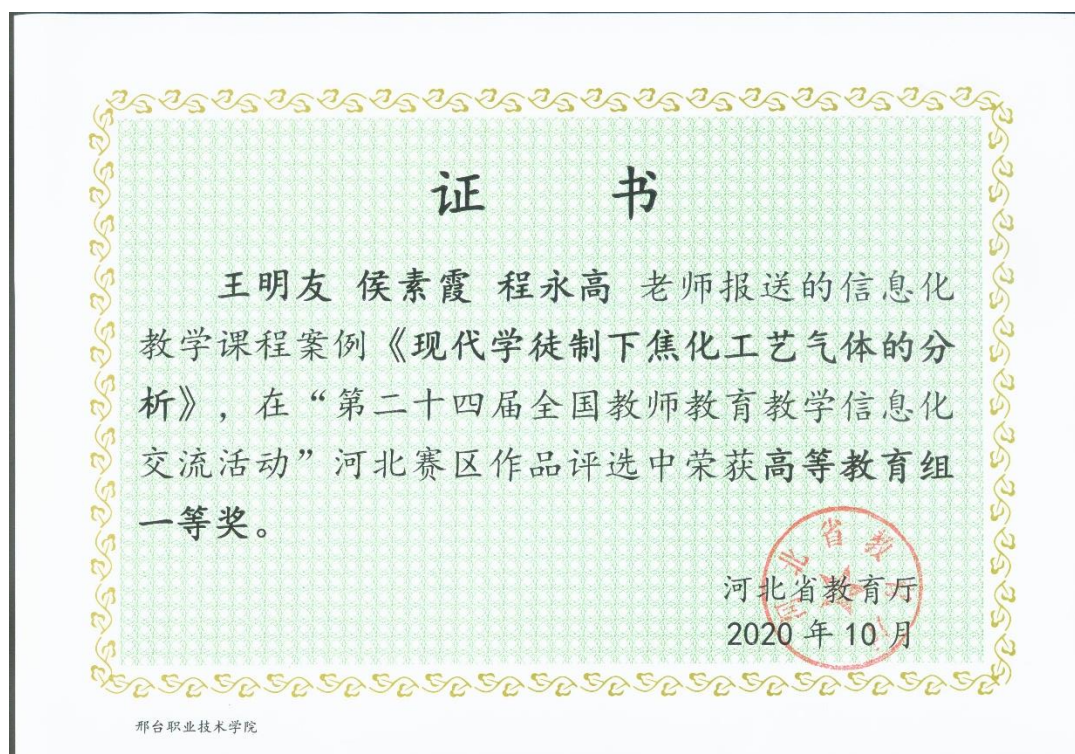 证 书
王明友 侯素霞 程永高 老师报送的信息化
教学课程案例《现代学徒制下焦化工艺气体的分
析》，在“第二十四届全国教师教育教学信息化
交流活动”河北赛区作品评选中荣获高等教育组
一等奖。
河北省教育厅
2020 年 10 月
邢台职业技术学院